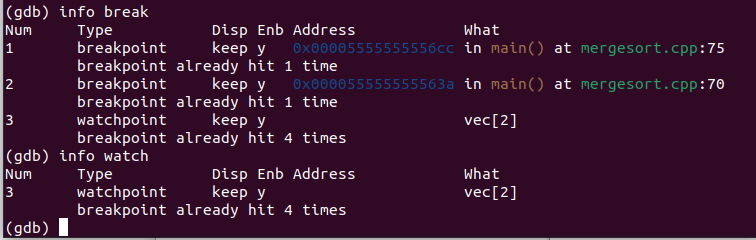 (gdb) info break
Num     Type           Disp Enb Address            What
1       breakpoint     keep y   0x00005555555556cc in main() at mergesort.cpp:75
        breakpoint already hit 1 time
2       breakpoint     keep y   0x000055555555563a in main() at mergesort.cpp:70
        breakpoint already hit 1 time
3       watchpoint     keep y                      vec[2]
        breakpoint already hit 4 times
(gdb) info watch
Num     Type           Disp Enb Address            What
3       watchpoint     keep y                      vec[2]
        breakpoint already hit 4 times
(gdb)